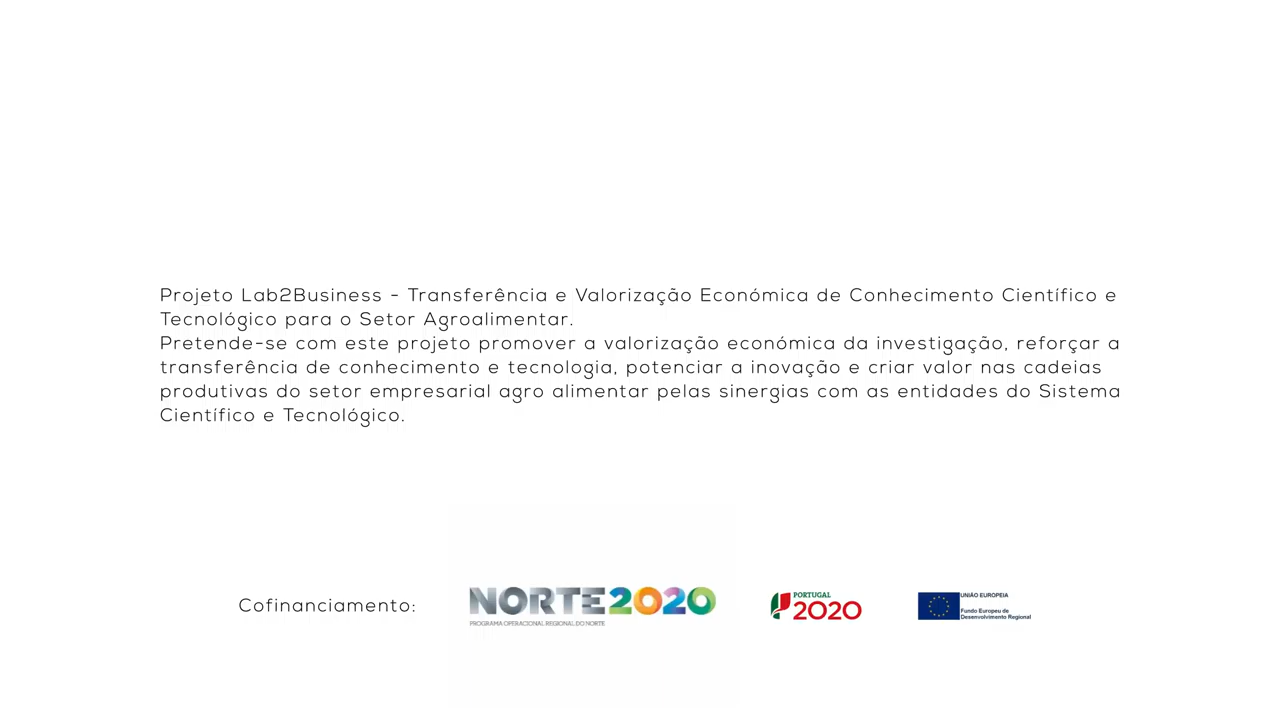 Projeto Lab2Business - Transferência e Valorização Económica de Conhecimento Científico e
Tecnológico para o Setor Agroalimentar.
Pretende-se com este projeto promover a valorização económica da investigação, reforçar a
transferência de conhecimento e tecnologia, potenciar a inovação e criar valor nas cadeias
produtivas do setor empresarial agro alimentar pelas sinergias com as entidades do Sistema
Científico e Tecnológico.
Cofinanciamento:
NORTE2020
PROGRAMA OPERACIONAL REGIONAL DO NORTE
PORTUGAL
2020
UNIÃO EUROPEIA
Fundo Europeu de
Desenvolvimento Regional